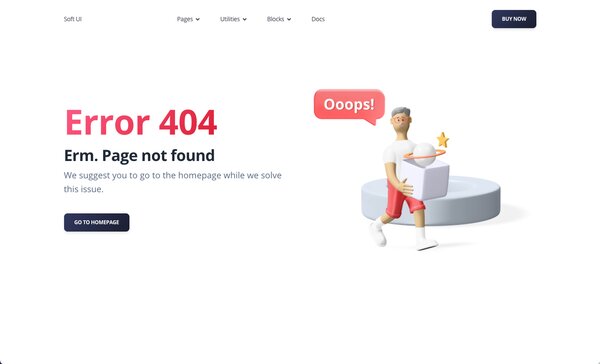 Soft UI
Pages
Utilities
Blocks
Docs
BUY NOW
Error 404
Erm. Page not found
We suggest you to go to the homepage while we solve
this issue.
GO TO HOMEPAGE
Ooops!